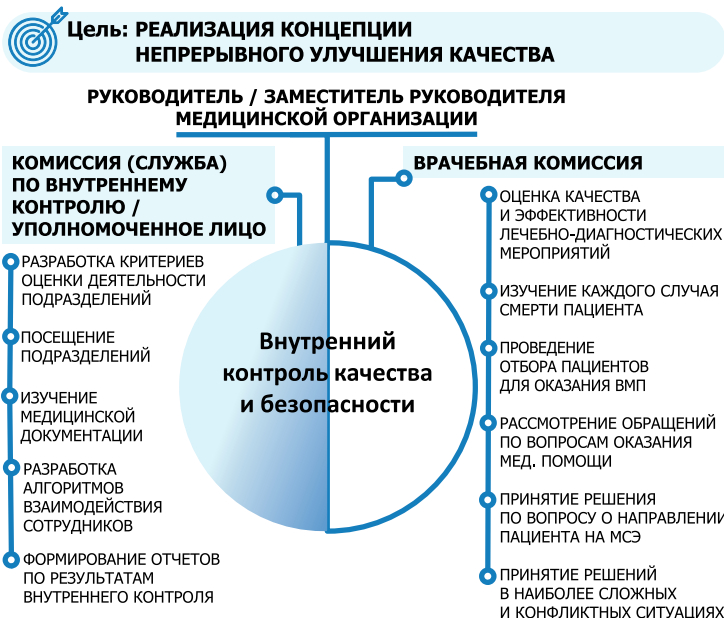 Цель: РЕАЛИЗАЦИЯ КОНЦЕПЦИИ
НЕПРЕРЫВНОГО УЛУЧШЕНИЯ КАЧЕСТВА
РУКОВОДИТЕЛЬ / ЗАМЕСТИТЕЛЬ РУКОВОДИТЕЛЯ
МЕДИЦИНСКОЙ ОРГАНИЗАЦИИ
КОМИССИЯ (СЛУЖБА)
ПО ВНУТРЕННЕМУ
КОНТРОЛЮ /
УПОЛНОМОЧЕННОЕ ЛИЦО
РАЗРАБОТКА КРИТЕРИЕВ
ОЦЕНКИ ДЕЯТЕЛЬНОСТИ
ПОДРАЗДЕЛЕНИЙ
ПОСЕЩЕНИЕ
ПОДРАЗДЕЛЕНИЙ
ИЗУЧЕНИЕ
МЕДИЦИНСКОЙ
ДОКУМЕНТАЦИИ
РАЗРАБОТКА
АЛГОРИТМОВ
ВЗАИМОДЕЙСТВИЯ
СОТРУДНИКОВ
ФОРМИРОВАНИЕ ОТЧЕТОВ
ПО РЕЗУЛЬТАТАМ
ВНУТРЕННЕГО КОНТРОЛЯ
Внутренний
контроль качества
и безопасности
ВРАЧЕБНАЯ КОМИССИЯ
ОЦЕНКА КАЧЕСТВА
И ЭФФЕКТИВНОСТИ
ЛЕЧЕБНО-ДИАГНОСТИЧЕСКИХ
МЕРОПРИЯТИЙ
ИЗУЧЕНИЕ КАЖДОГО СЛУЧАЯ
СМЕРТИ ПАЦИЕНТА
ПРОВЕДЕНИЕ
ОТБОРА ПАЦИЕНТОВ
ДЛЯ ОКАЗАНИЯ ВМП
РАССМОТРЕНИЕ ОБРАЩЕНИЙ
ПО ВОПРОСАМ ОКАЗАНИЯ
МЕД. ПОМОЩИ
ПРИНЯТИЕ РЕШЕНИЯ
ПО ВОПРОСУ О НАПРАВЛЕНИИ
ПАЦИЕНТА НА МСЭ
ПРИНЯТИЕ РЕШЕНИЙ
В НАИБОЛЕЕ СЛОЖНЫХ
И КОНФЛИКТНЫХ СИТУАЦИЯХ